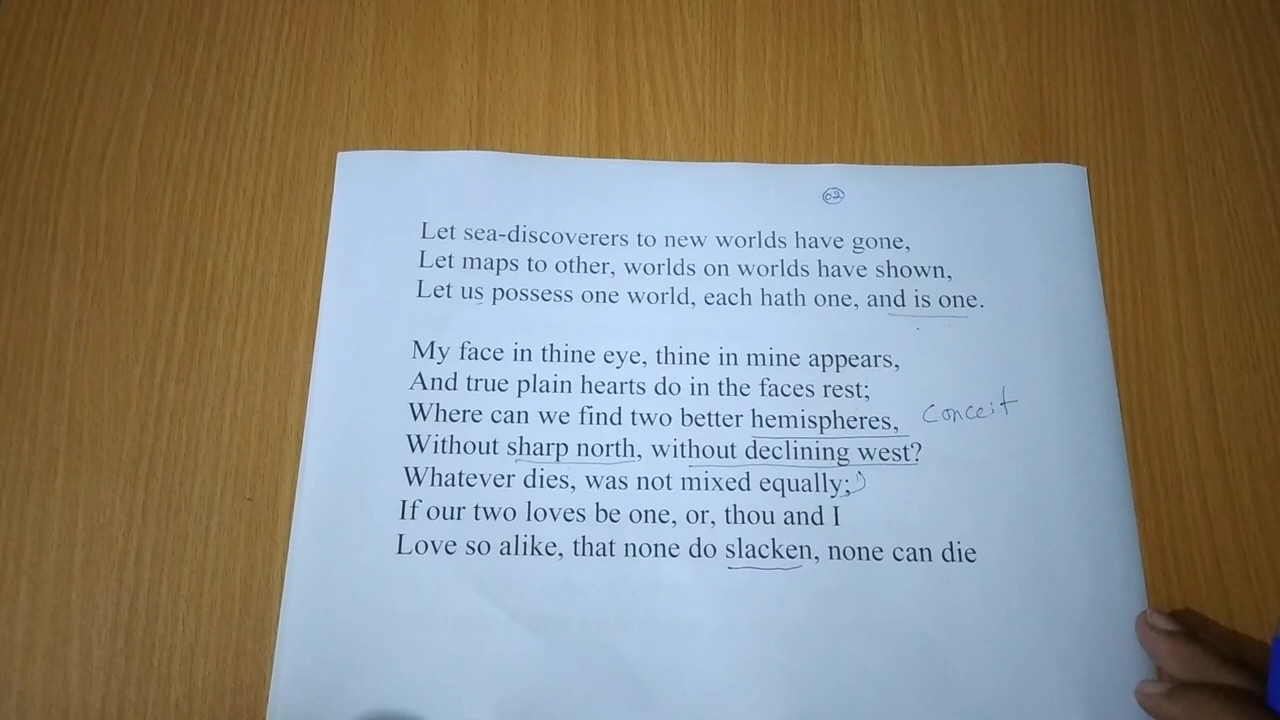 02
Let sea-discoverers to new worlds have gone,
Let maps to other, worlds on worlds have shown,
Let us possess one world, each hath one, and is one.
My face in thine eye, thine in mine appears,
And true plain hearts do in the faces rest;
Where can we find two better hemispheres, Conceit
Without sharp north, without declining west?
Whatever dies, was not mixed equally;
If our two loves be one, or, thou and I
Love so alike, that none do slacken, none can die